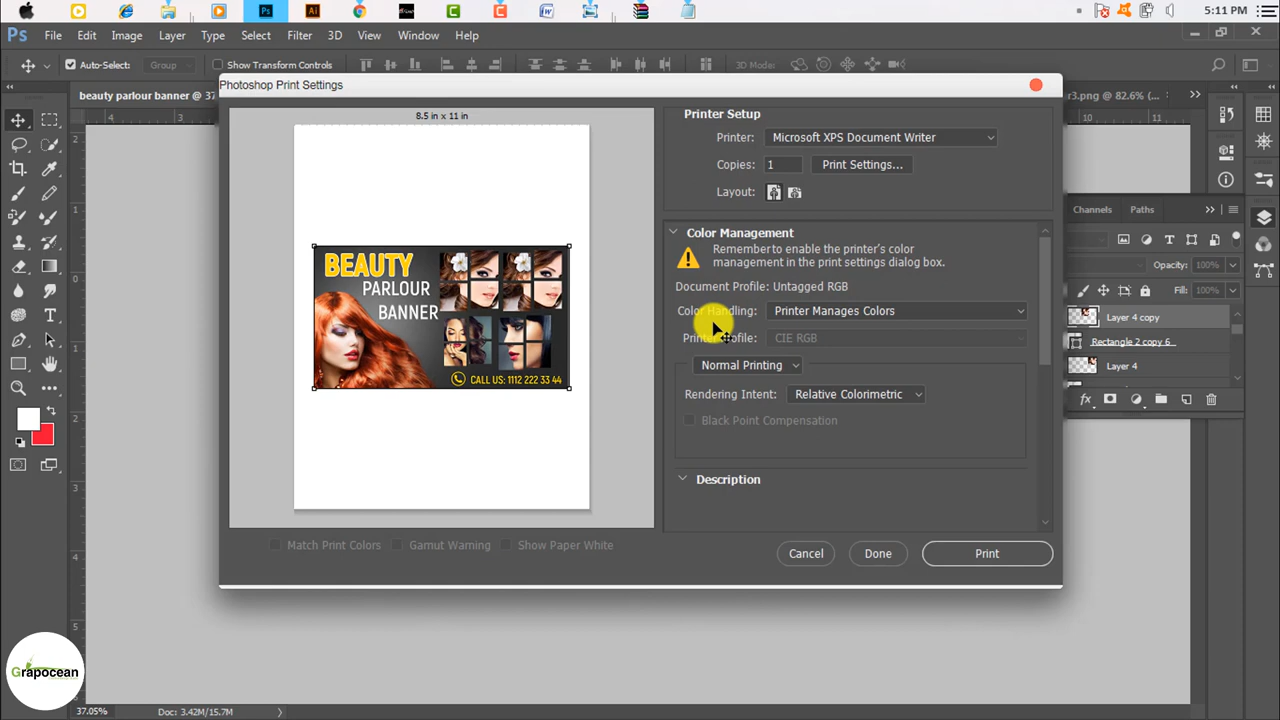 5:11 PM
Ps File Edit Image Layer Type Select Filter 3D View Window Help
Auto-Select: Group Show Transform Controls 3D Mode:
beauty parlour banner @ 37
r3.png @ 82.6% (...
Photoshop Print Settings
8.5 in x 11 in
BEAUTY
PARLOUR
BANNER
CALL US: 1112 222 33 44
Match Print Colors Gamut Warning Show Paper White
Printer Setup
Printer: Microsoft XPS Document Writer
Copies: 1 Print Settings...
Layout:
Color Management
Remember to enable the printer's color
management in the print settings dialog box.
Document Profile: Untagged RGB
Color Handling: Printer Manages Colors
Printer Profile: CIE RGB
Normal Printing
Rendering Intent: Relative Colorimetric
Black Point Compensation
Description
Cancel Done Print
Channels Paths
Opacity: 100%
Fill: 100%
Layer 4 copy
Rectangle 2 copy 6
Layer 4
fx
Grapocean
37.05% Doc: 3.42M/15.7M